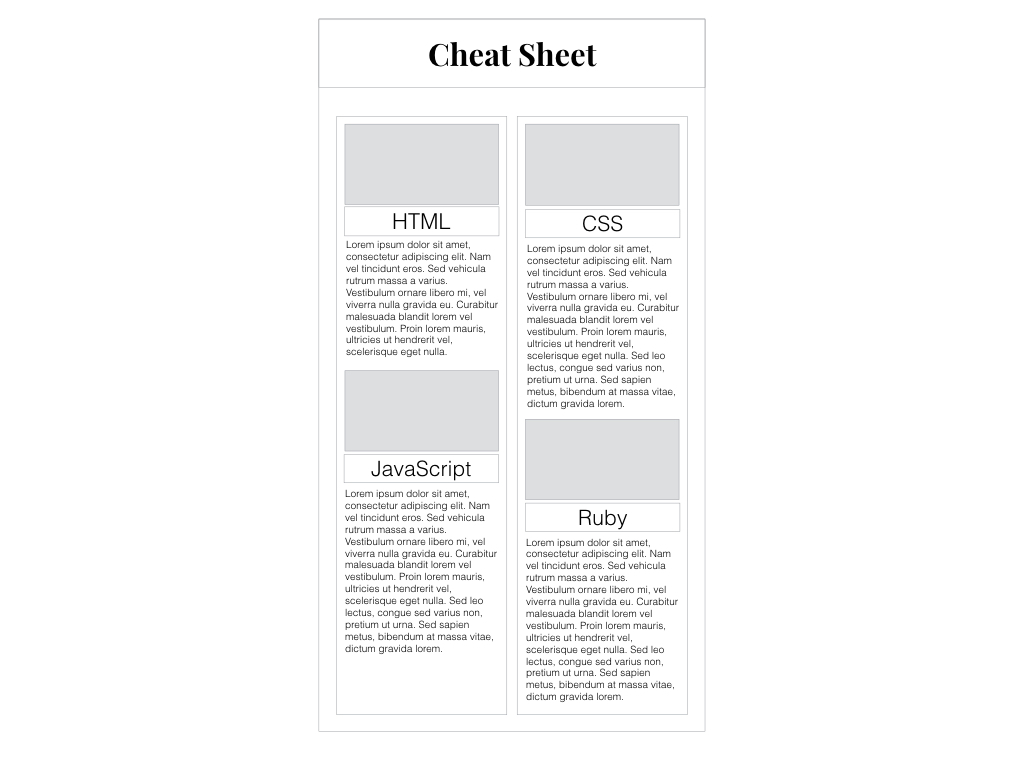 Cheat Sheet
HTML
Lorem ipsum dolor sit amet,
consectetur adipiscing elit. Nam
vel tincidunt eros. Sed vehicula
rutrum massa a varius.
Vestibulum ornare libero mi, vel
viverra nulla gravida eu. Curabitur
malesuada blandit lorem vel
vestibulum. Proin lorem mauris,
ultricies ut hendrerit vel,
scelerisque eget nulla.
JavaScript
Lorem ipsum dolor sit amet,
consectetur adipiscing elit. Nam
vel tincidunt eros. Sed vehicula
rutrum massa a varius.
Vestibulum ornare libero mi, vel
viverra nulla gravida eu. Curabitur
malesuada blandit lorem vel
vestibulum. Proin lorem mauris,
ultricies ut hendrerit vel,
scelerisque eget nulla. Sed leo
lectus, congue sed varius non,
pretium ut urna. Sed sapien
metus, bibendum at massa vitae,
dictum gravida lorem.
CSS
Lorem ipsum dolor sit amet,
consectetur adipiscing elit. Nam
vel tincidunt eros. Sed vehicula
rutrum massa a varius.
Vestibulum ornare libero mi, vel
viverra nulla gravida eu. Curabitur
malesuada blandit lorem vel
vestibulum. Proin lorem mauris,
ultricies ut hendrerit vel,
scelerisque eget nulla. Sed leo
lectus, congue sed varius non,
pretium ut urna. Sed sapien
metus, bibendum at massa vitae,
dictum gravida lorem.
Ruby
Lorem ipsum dolor sit amet,
consectetur adipiscing elit. Nam
vel tincidunt eros. Sed vehicula
rutrum massa a varius.
Vestibulum ornare libero mi, vel
viverra nulla gravida eu. Curabitur
malesuada blandit lorem vel
vestibulum. Proin lorem mauris,
ultricies ut hendrerit vel,
scelerisque eget nulla. Sed leo
lectus, congue sed varius non,
pretium ut urna. Sed sapien
metus, bibendum at massa vitae,
dictum gravida lorem.